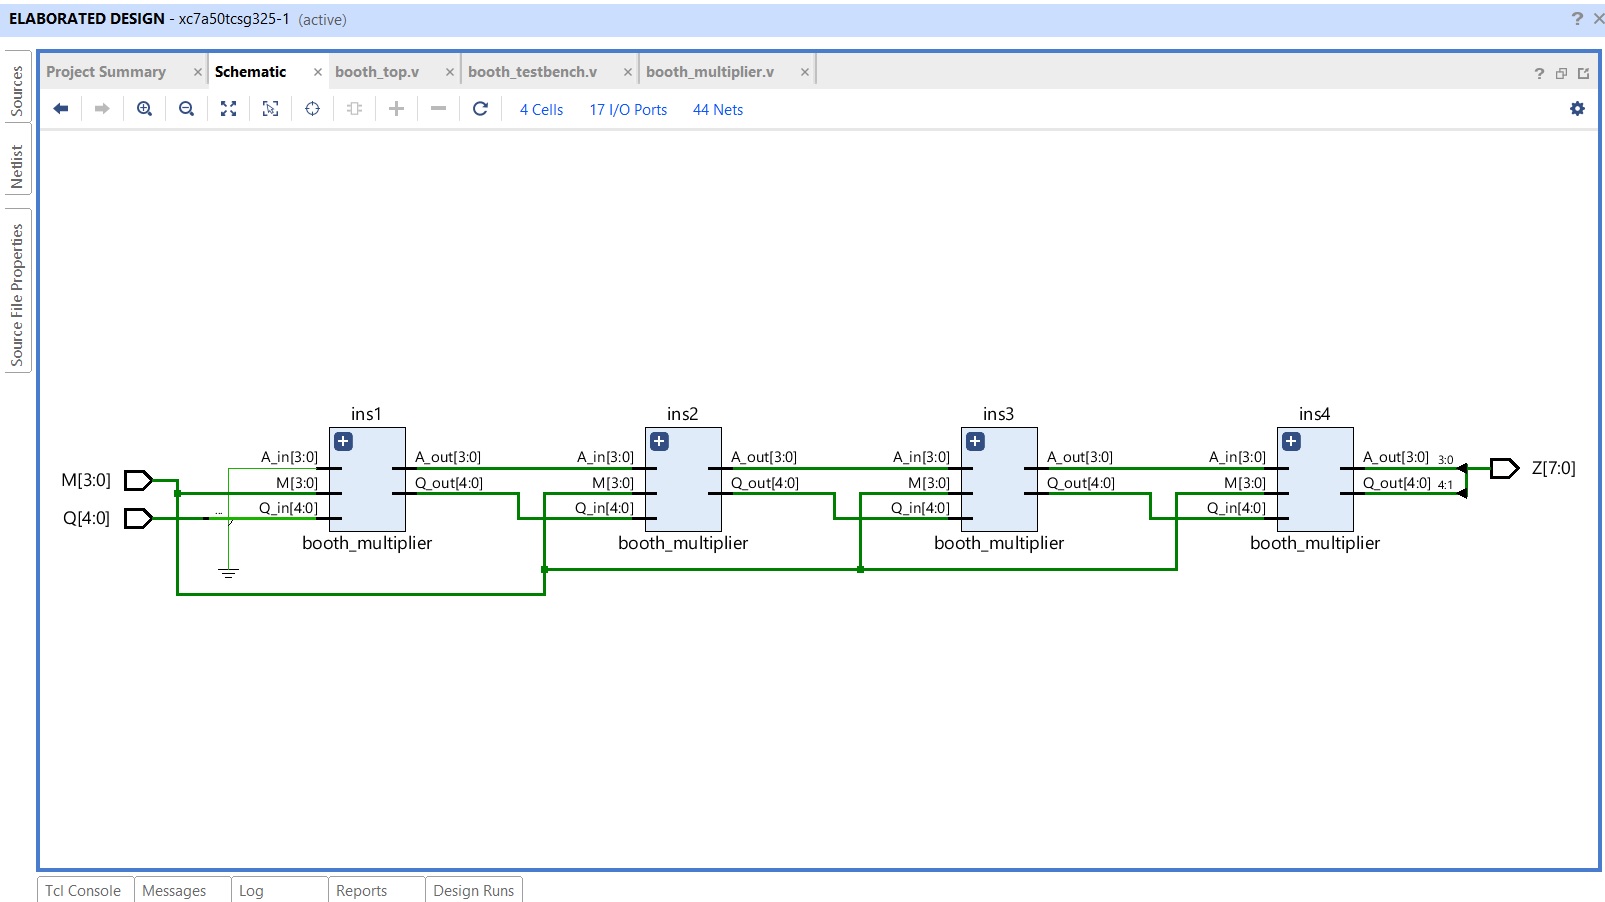 ELABORATED DESIGN - xc7a50tcsg325-1 (active) ? ×
Sources
Netlist
Source File Properties
Project Summary × Schematic × booth_top.v × booth_testbench.v × booth_multiplier.v × ?
4 Cells 17 I/O Ports 44 Nets
ins1 ins2 ins3 ins4
A_in[3:0] A_out[3:0] A_in[3:0] A_out[3:0] A_in[3:0] A_out[3:0] A_in[3:0] A_out[3:0] 3:0
M[3:0] Z[7:0]
M[3:0] Q_out[4:0] M[3:0] Q_out[4:0] M[3:0] Q_out[4:0] M[3:0] Q_out[4:0] 4:1
Q[4:0] ... Q_in[4:0] Q_in[4:0] Q_in[4:0] Q_in[4:0]
booth_multiplier booth_multiplier booth_multiplier booth_multiplier
Tcl Console Messages Log Reports Design Runs